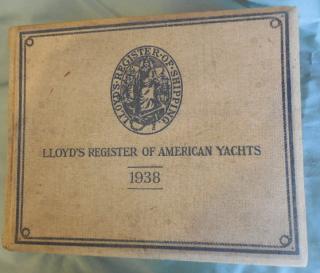 LLOYD'S · REGISTER · OF · SHIPPING
LLOYD'S REGISTER OF AMERICAN YACHTS
1938